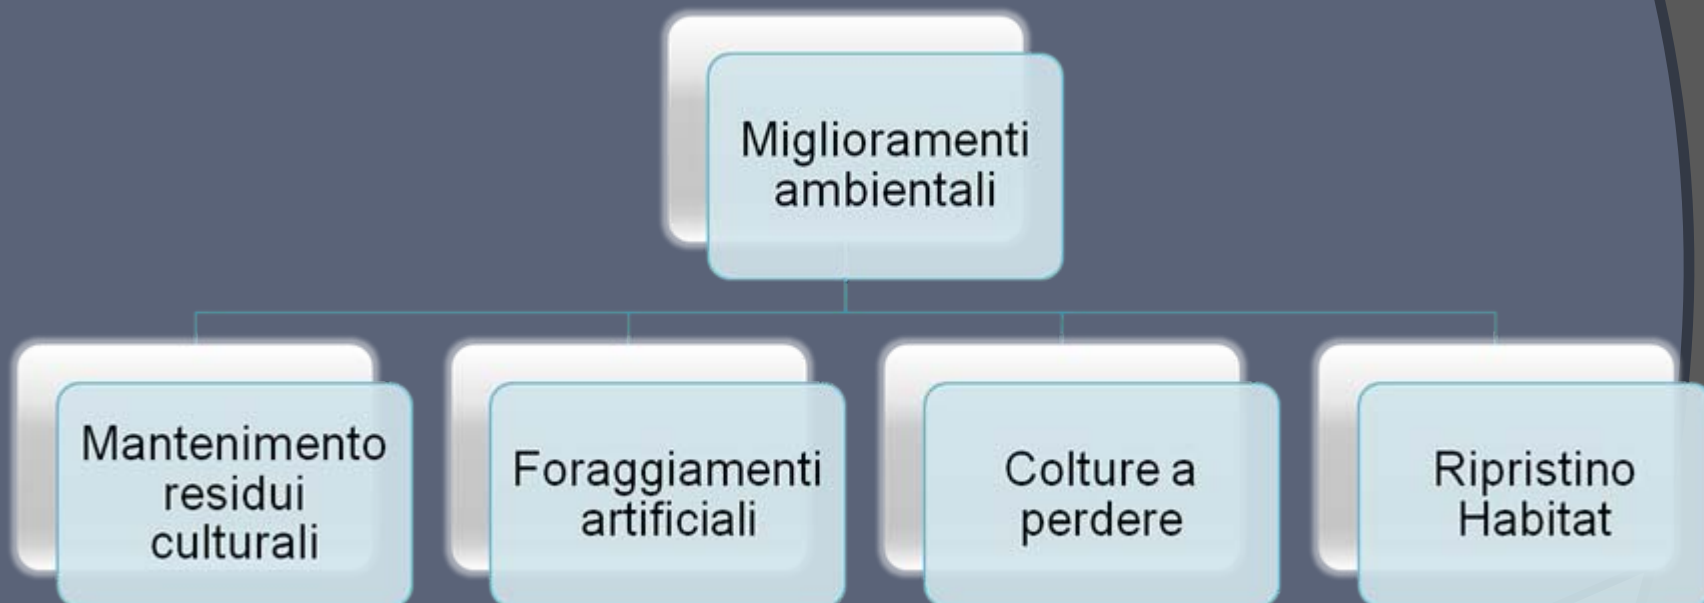 Miglioramenti
ambientali
Mantenimento
residui
culturali
Foraggiamenti
artificiali
Colture a
perdere
Ripristino
Habitat